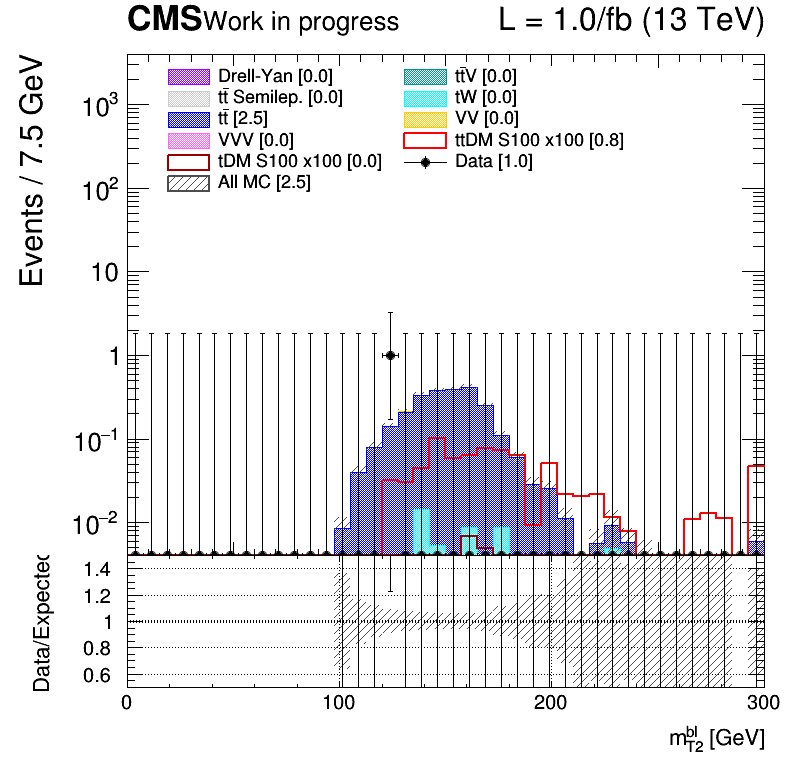 CMS Work in progress L = 1.0/fb (13 TeV)
Events / 7.5 GeV
Drell-Yan [0.0] tt̄V [0.0]
tt̄ Semilep. [0.0] tW [0.0]
tt̄ [2.5] VV [0.0]
VVV [0.0] ttDM S100 x100 [0.8]
tDM S100 x100 [0.0] Data [1.0]
All MC [2.5]
10³
10²
10
1
10⁻¹
10⁻²
Data/Expected
1.4
1.2
1
0.8
0.6
0 100 200 300
m_{T2}^{bl} [GeV]